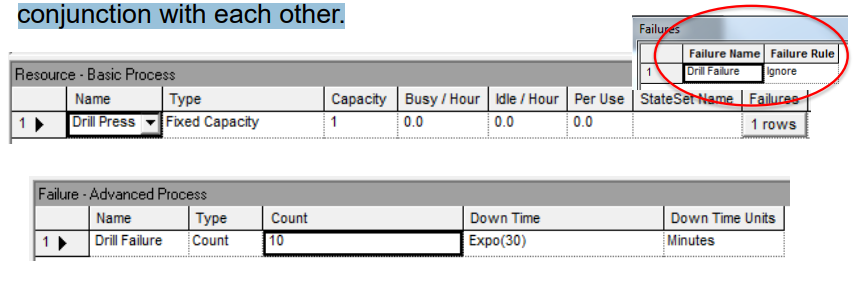 conjunction with each other.
Failures
Failure Name Failure Rule
1 Drill Failure Ignore
Resource - Basic Process
Name Type Capacity Busy / Hour Idle / Hour Per Use StateSet Name Failures
1 Drill Press Fixed Capacity 1 0.0 0.0 0.0 1 rows
Failure - Advanced Process
Name Type Count Down Time Down Time Units
1 Drill Failure Count 10 Expo(30) Minutes